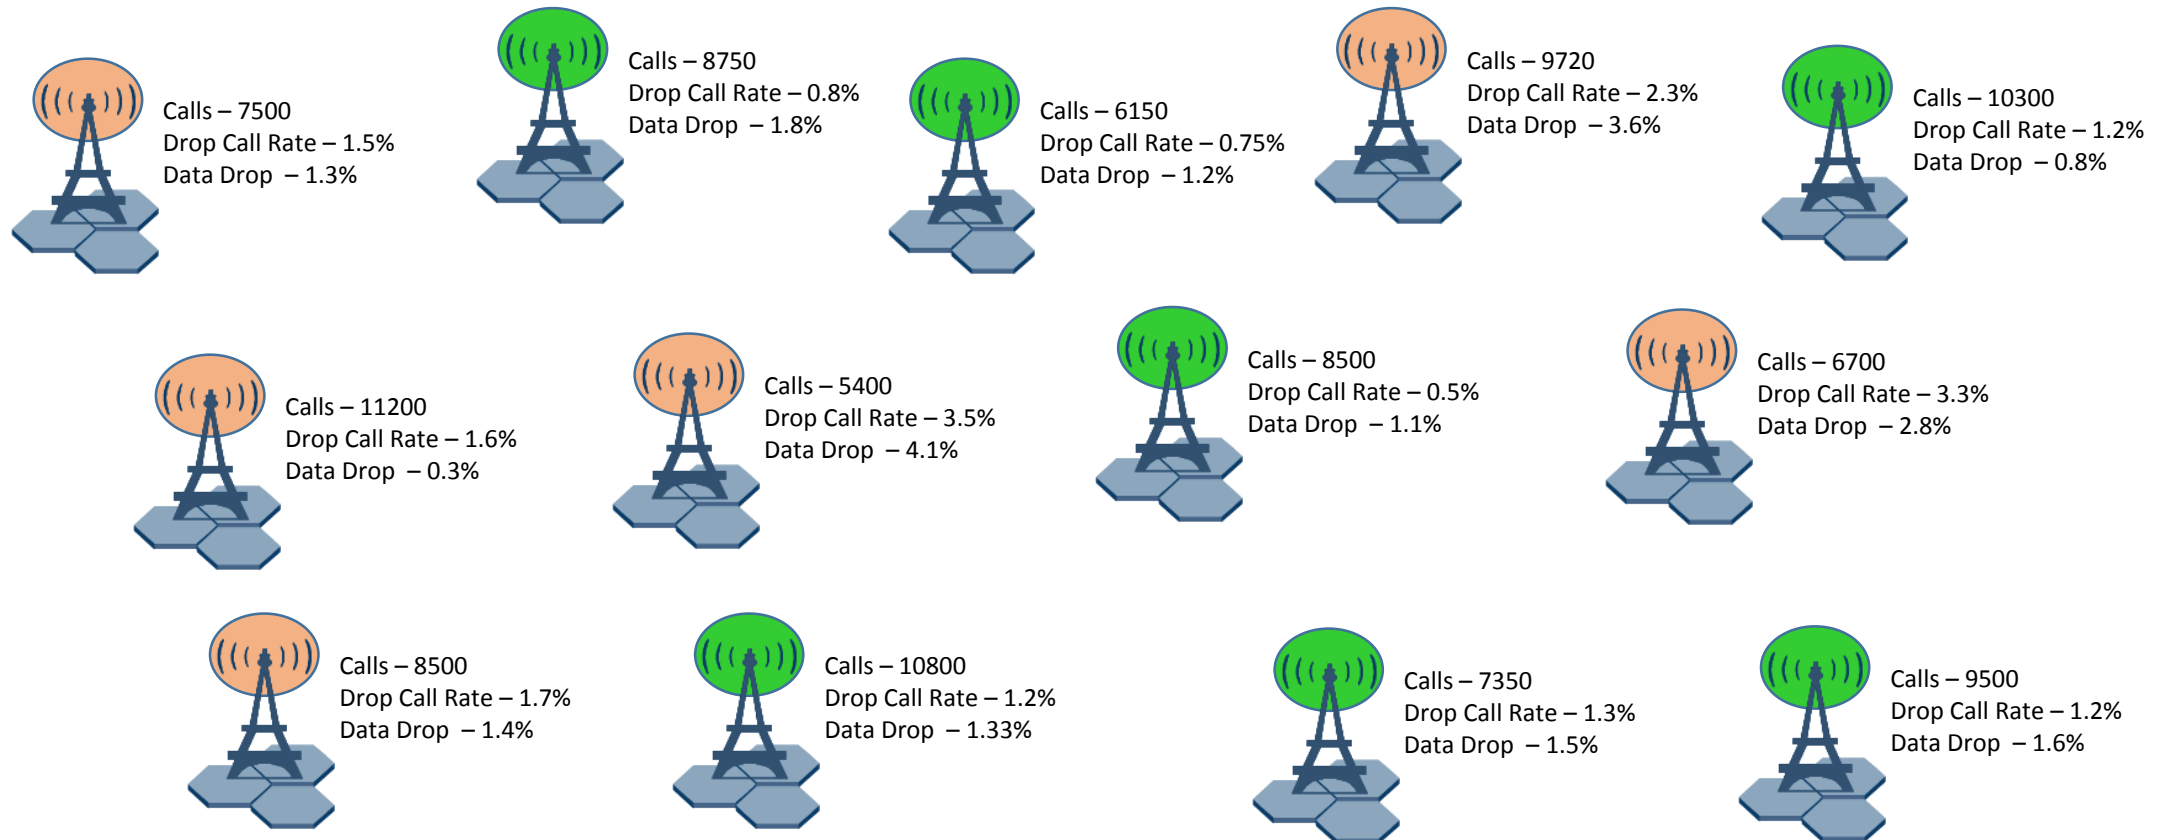 Calls – 7500
Drop Call Rate – 1.5%
Data Drop – 1.3%
Calls – 8750
Drop Call Rate – 0.8%
Data Drop – 1.8%
Calls – 6150
Drop Call Rate – 0.75%
Data Drop – 1.2%
Calls – 9720
Drop Call Rate – 2.3%
Data Drop – 3.6%
Calls – 10300
Drop Call Rate – 1.2%
Data Drop – 0.8%
Calls – 11200
Drop Call Rate – 1.6%
Data Drop – 0.3%
Calls – 5400
Drop Call Rate – 3.5%
Data Drop – 4.1%
Calls – 8500
Drop Call Rate – 0.5%
Data Drop – 1.1%
Calls – 6700
Drop Call Rate – 3.3%
Data Drop – 2.8%
Calls – 8500
Drop Call Rate – 1.7%
Data Drop – 1.4%
Calls – 10800
Drop Call Rate – 1.2%
Data Drop – 1.33%
Calls – 7350
Drop Call Rate – 1.3%
Data Drop – 1.5%
Calls – 9500
Drop Call Rate – 1.2%
Data Drop – 1.6%